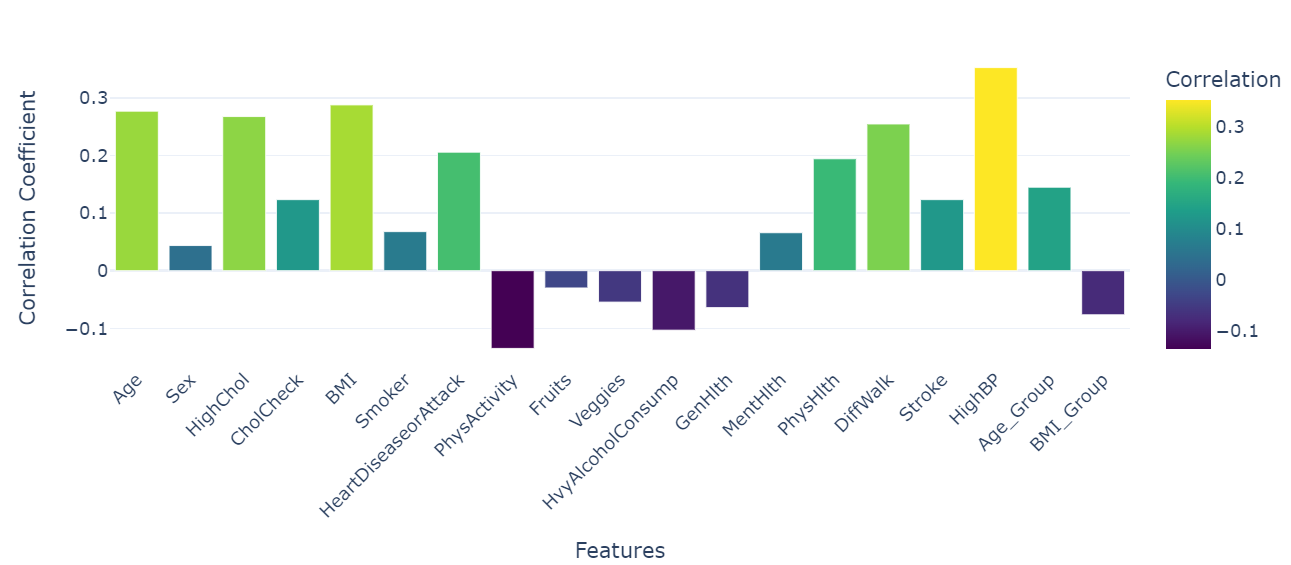 Correlation Coefficient
0.3
0.2
0.1
0
−0.1
Age
Sex
HighChol
CholCheck
BMI
Smoker
HeartDiseaseorAttack
PhysActivity
Fruits
Veggies
HvyAlcoholConsump
GenHlth
MentHlth
PhysHlth
DiffWalk
Stroke
HighBP
Age_Group
BMI_Group
Features
Correlation
0.3
0.2
0.1
0
−0.1